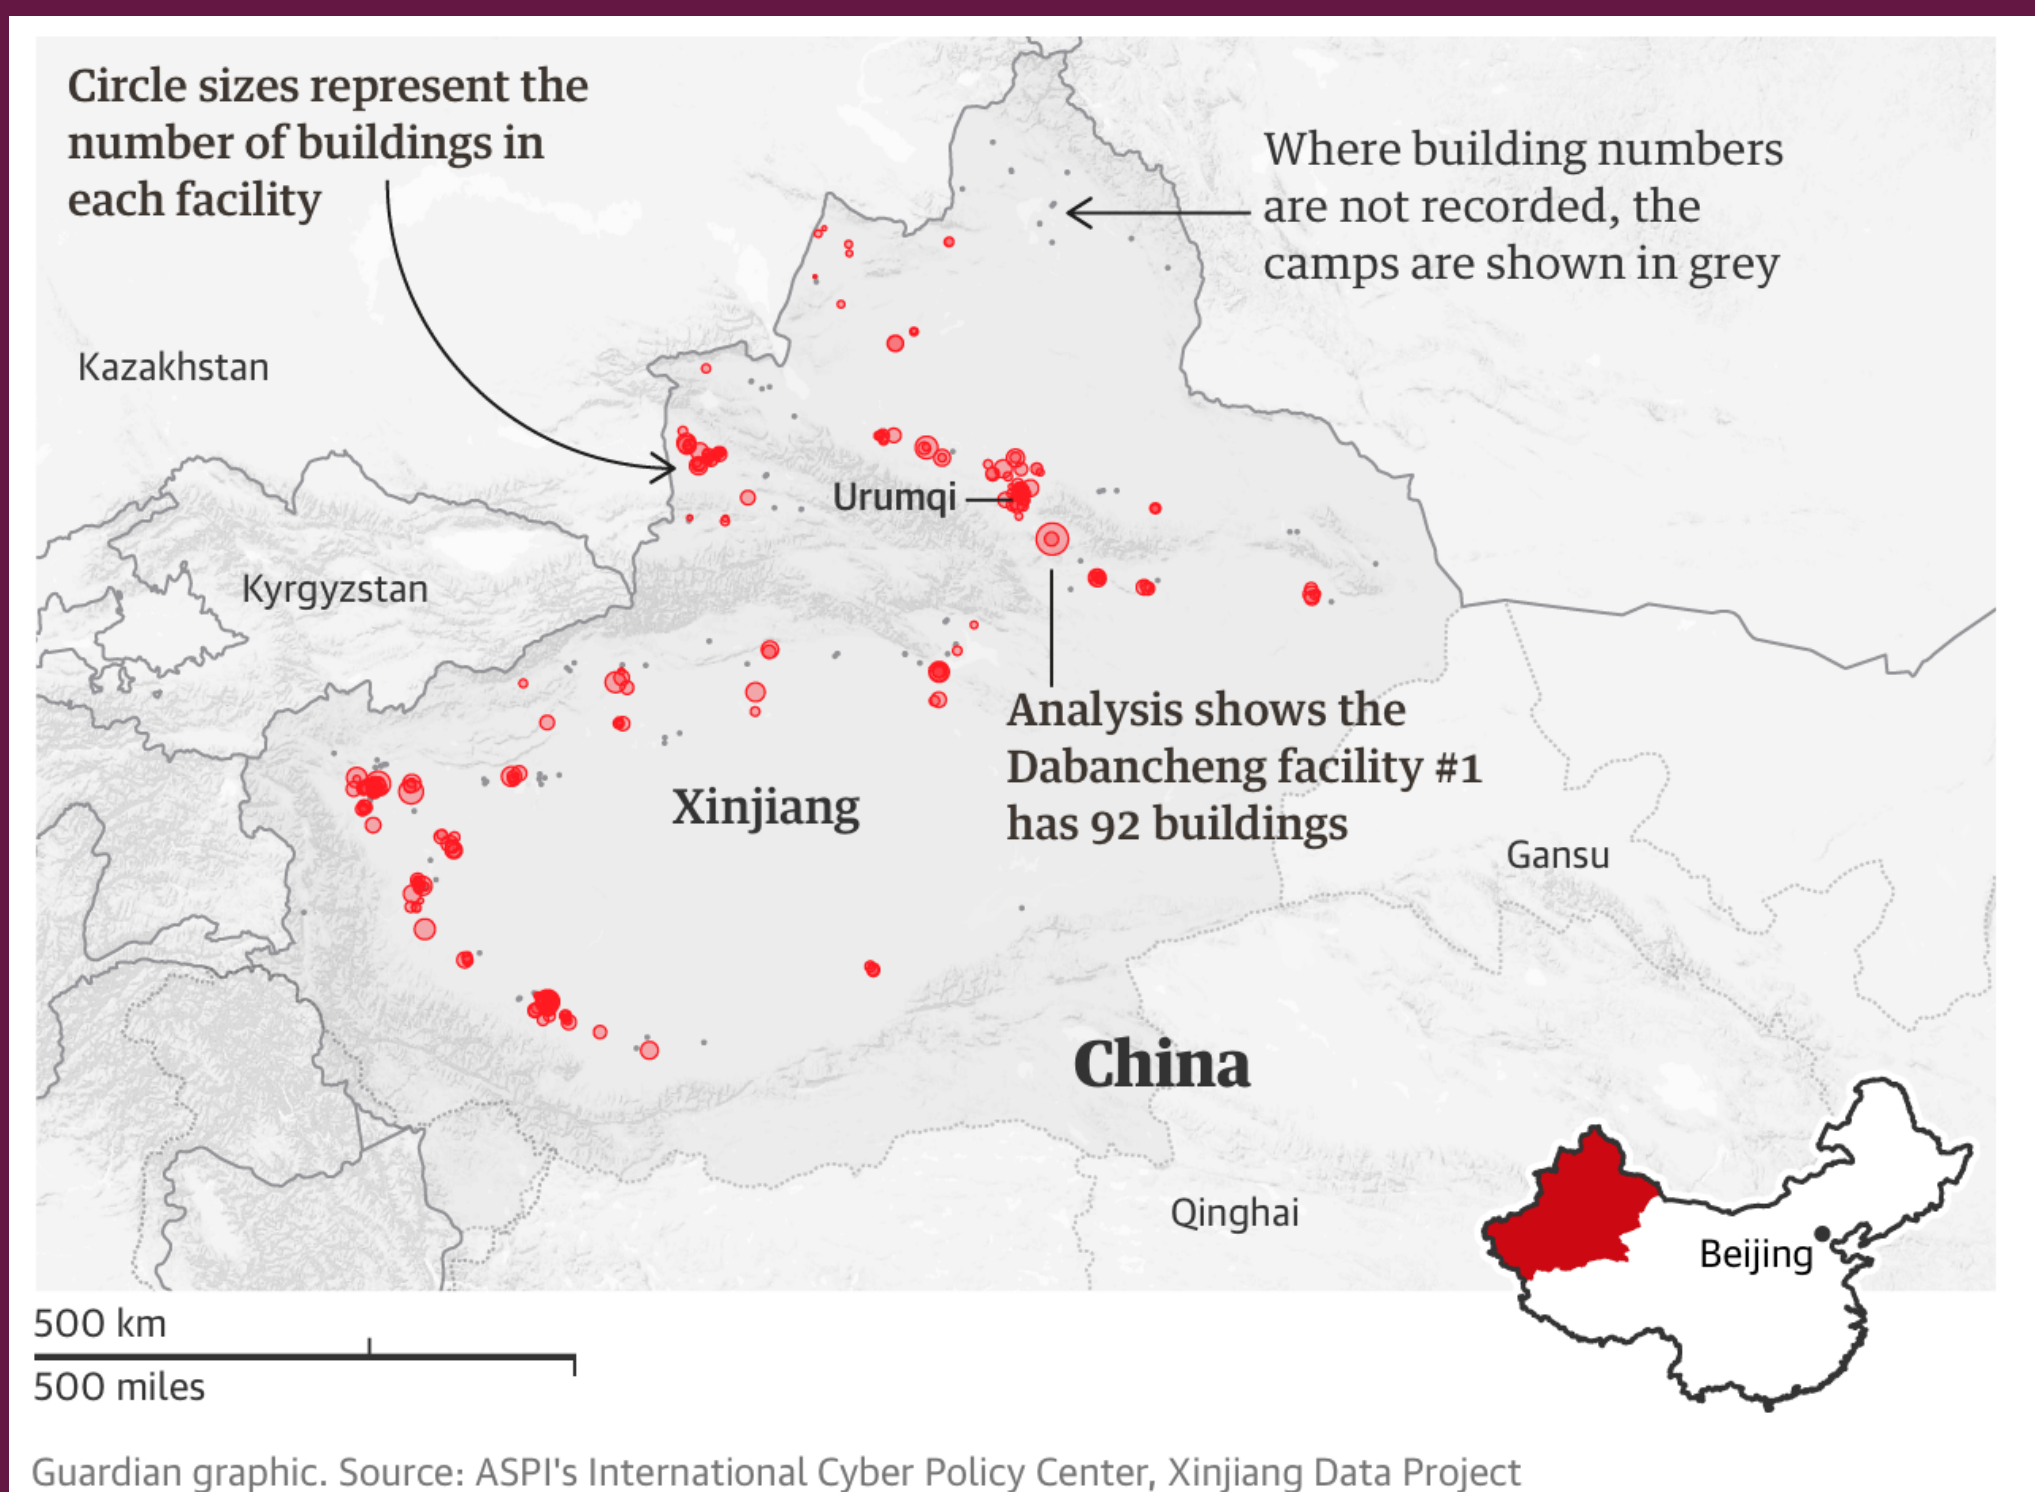 Circle sizes represent the
number of buildings in
each facility
Where building numbers
are not recorded, the
camps are shown in grey
Kazakhstan
Urumqi
Kyrgyzstan
Analysis shows the
Dabancheng facility #1
has 92 buildings
Xinjiang
Gansu
China
Qinghai
Beijing
500 km
500 miles
Guardian graphic. Source: ASPI's International Cyber Policy Center, Xinjiang Data Project